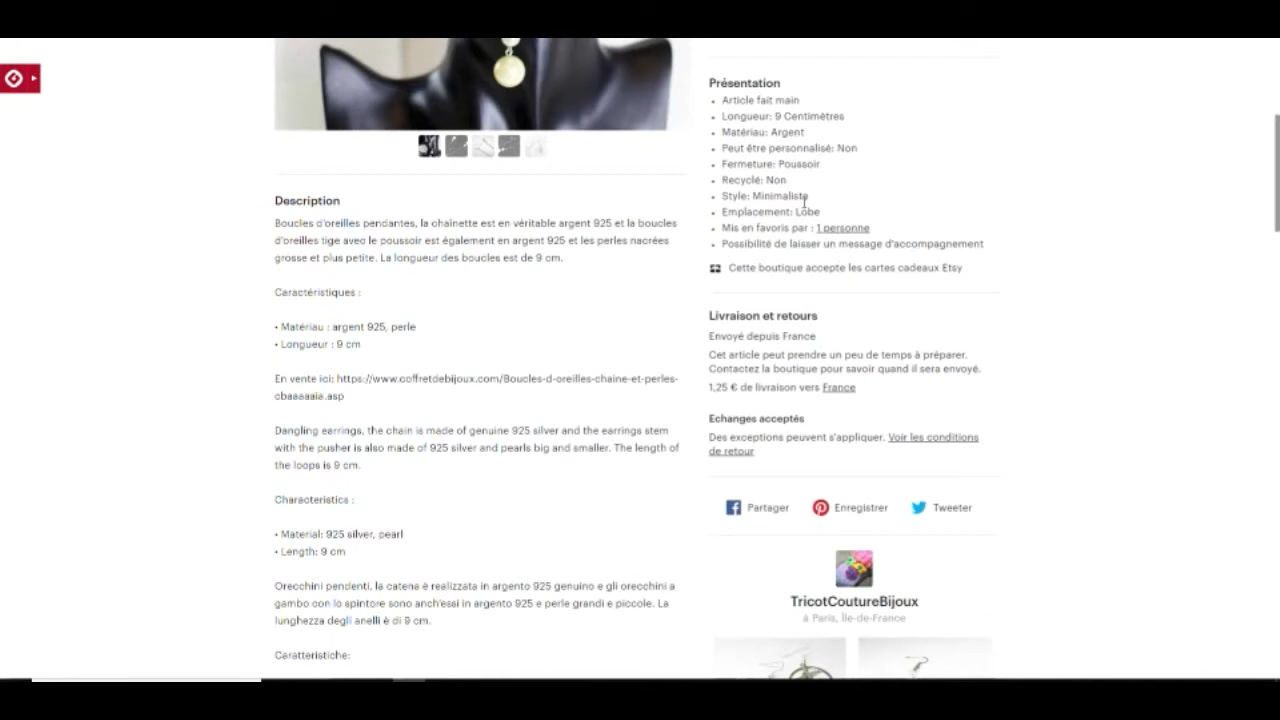 Description
Boucles d'oreilles pendantes, la chaînette est en véritable argent 925 et la boucles
d'oreilles tige avec le poussoir est également en argent 925 et les perles nacrées
grosse et plus petite. La longueur des boucles est de 9 cm.
Caractéristiques :
• Matériau : argent 925, perle
• Longueur : 9 cm
En vente ici: https://www.coffretdebijoux.com/Boucles-d-oreilles-chaine-et-perles-
cbaaaaaia.asp
Dangling earrings, the chain is made of genuine 925 silver and the earrings stem
with the pusher is also made of 925 silver and pearls big and smaller. The length of
the loops is 9 cm.
Characteristics :
• Material: 925 silver, pearl
• Length: 9 cm
Orecchini pendenti, la catena è realizzata in argento 925 genuino e gli orecchini a
gambo con lo spintore sono anch'essi in argento 925 e perle grandi e piccole. La
lunghezza degli anelli è di 9 cm.
Caratteristiche:
Présentation
• Article fait main
• Longueur: 9 Centimètres
• Matériau: Argent
• Peut être personnalisé: Non
• Fermeture: Poussoir
• Recyclé: Non
• Style: Minimaliste
• Emplacement: Lobe
• Mis en favoris par : 1 personne
• Possibilité de laisser un message d'accompagnement
Cette boutique accepte les cartes cadeaux Etsy
Livraison et retours
Envoyé depuis France
Cet article peut prendre un peu de temps à préparer.
Contactez la boutique pour savoir quand il sera envoyé.
1,25 € de livraison vers France
Echanges acceptés
Des exceptions peuvent s'appliquer. Voir les conditions
de retour
Partager Enregistrer Tweeter
TricotCoutureBijoux
à Paris, Île-de-France